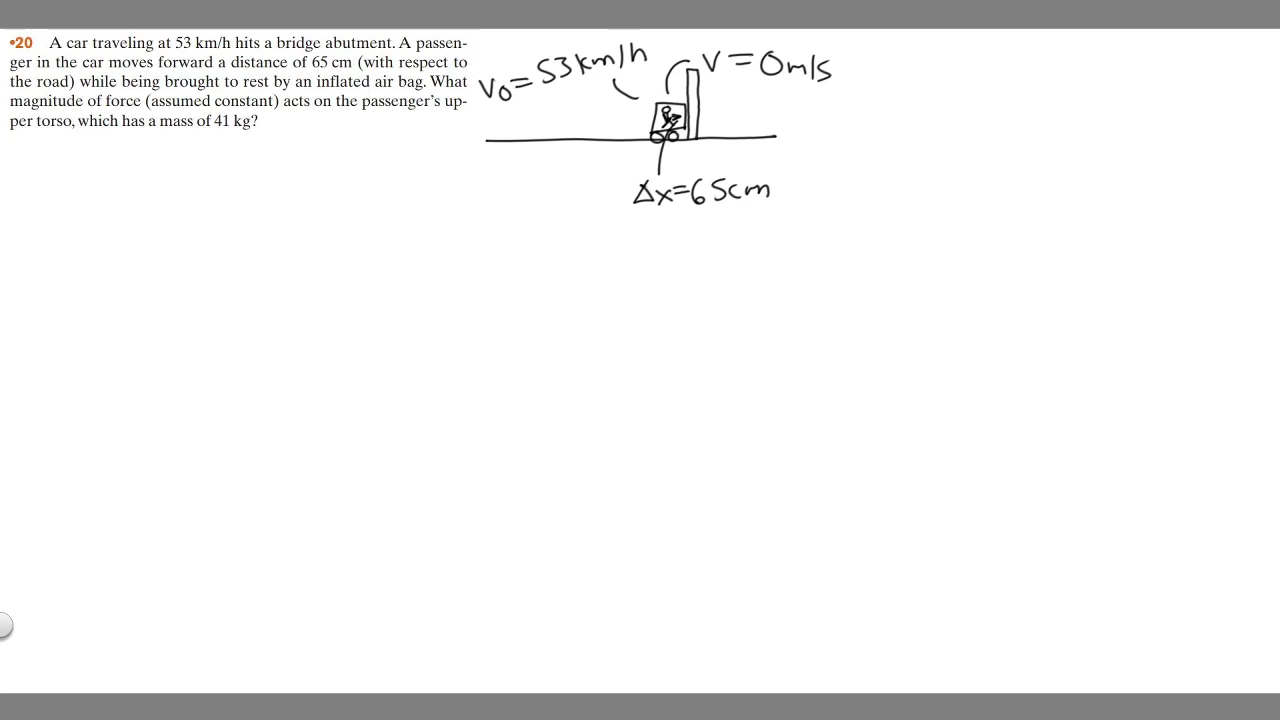 •20 A car traveling at 53 km/h hits a bridge abutment. A passen-
ger in the car moves forward a distance of 65 cm (with respect to
the road) while being brought to rest by an inflated air bag. What
magnitude of force (assumed constant) acts on the passenger's up-
per torso, which has a mass of 41 kg?
V₀=53km/h
V=0m/s
Δx=65cm